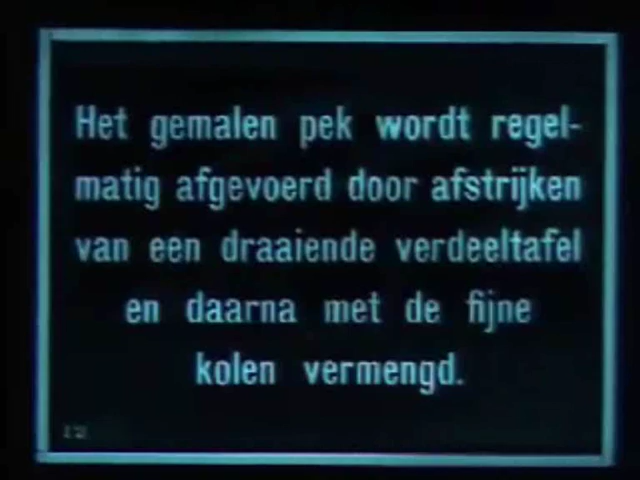 Het gemalen pek wordt regel-
matig afgevoerd door afstrijken
van een draaiende verdeeltafel
en daarna met de fijne
kolen vermengd.